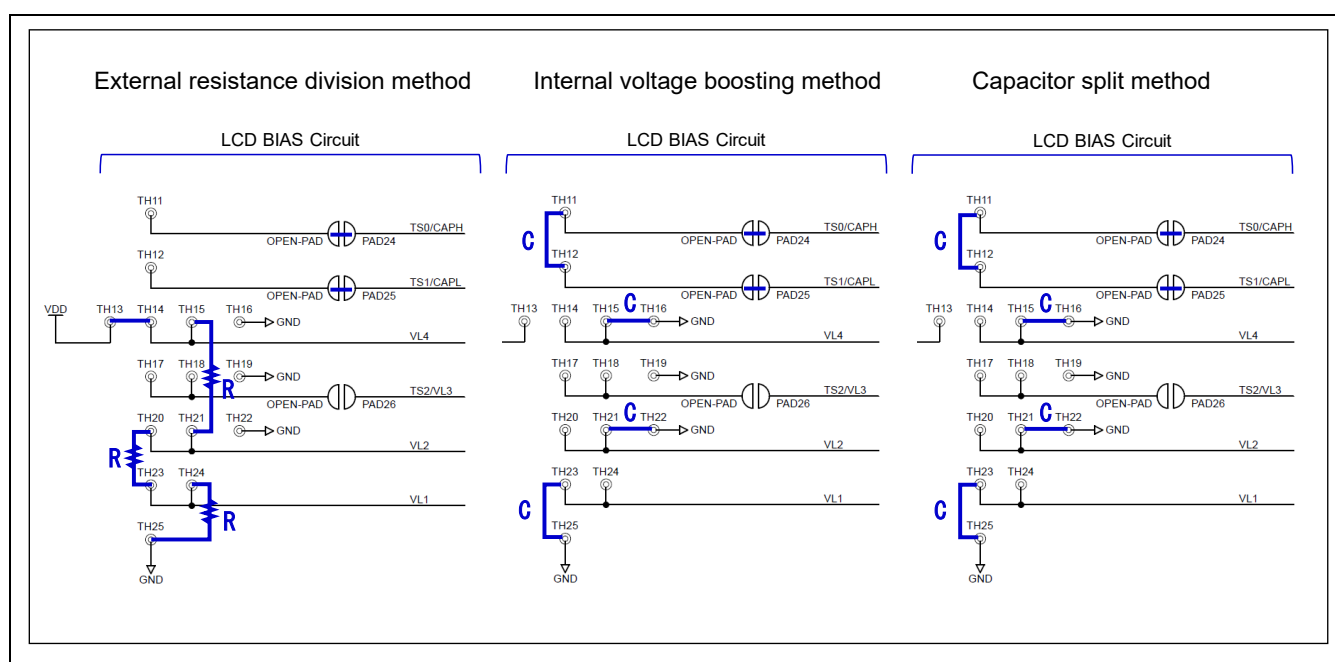 External resistance division method
LCD BIAS Circuit
TH11
TS0/CAPH
OPEN-PAD PAD24
TH12
TS1/CAPL
OPEN-PAD PAD25
VDD TH13 TH14 TH15 TH16
GND
VL4
TH17 TH18 TH19
GND
R
TS2/VL3
OPEN-PAD PAD26
TH20 TH21 TH22
GND
VL2
R
TH23 TH24
VL1
R
TH25
GND
Internal voltage boosting method
LCD BIAS Circuit
TH11
TS0/CAPH
C
OPEN-PAD PAD24
TH12
TS1/CAPL
OPEN-PAD PAD25
C
TH13 TH14 TH15 TH16
GND
VL4
TH17 TH18 TH19
GND
TS2/VL3
OPEN-PAD PAD26
C
TH20 TH21 TH22
GND
VL2
TH23 TH24
VL1
C
TH25
GND
Capacitor split method
LCD BIAS Circuit
TH11
TS0/CAPH
C
OPEN-PAD PAD24
TH12
TS1/CAPL
OPEN-PAD PAD25
C
TH13 TH14 TH15 TH16
GND
VL4
TH17 TH18 TH19
GND
TS2/VL3
OPEN-PAD PAD26
C
TH20 TH21 TH22
GND
VL2
TH23 TH24
VL1
C
TH25
GND